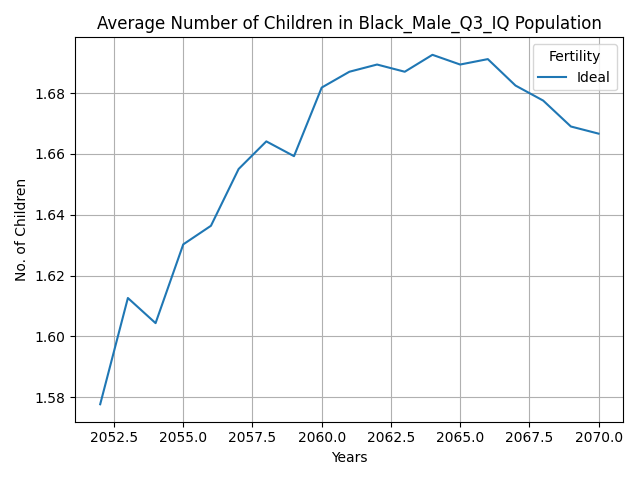 Average Number of Children in Black_Male_Q3_IQ Population
Fertility
Ideal
1.68
1.66
1.64
1.62
1.60
1.58
No. of Children
2052.5 2055.0 2057.5 2060.0 2062.5 2065.0 2067.5 2070.0
Years